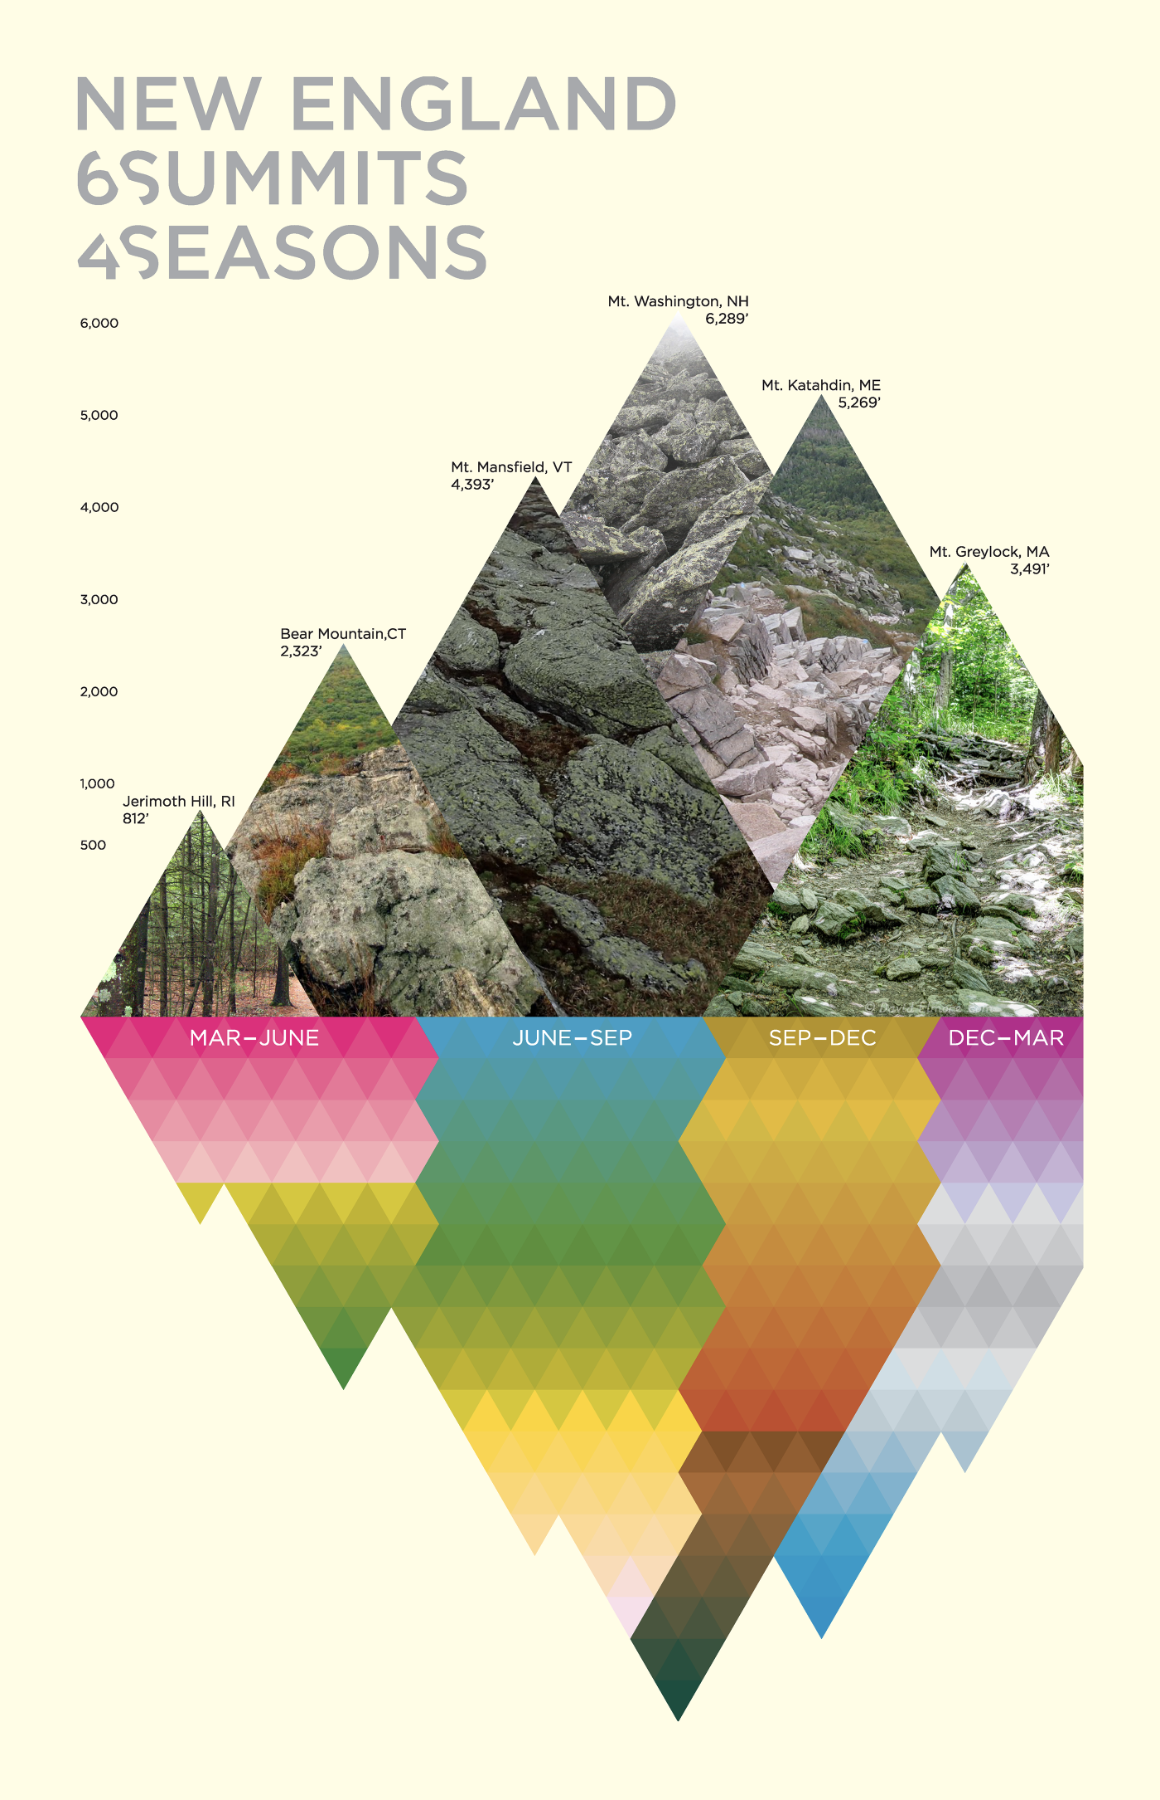 NEW ENGLAND
6SUMMITS
4SEASONS
Mt. Washington, NH
6,289’
6,000
Mt. Katahdin, ME
5,269’
5,000
Mt. Mansfield, VT
4,393’
4,000
Mt. Greylock, MA
3,491’
3,000
Bear Mountain,CT
2,323’
2,000
1,000
Jerimoth Hill, RI
812’
500
MAR–JUNE
JUNE–SEP
SEP–DEC
DEC–MAR